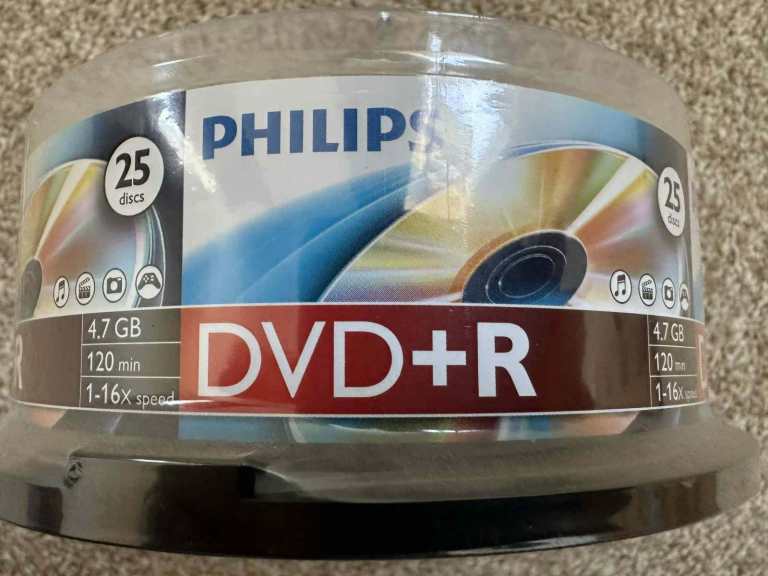 25
discs
4.7 GB
120 min
1-16x speed
PHILIPS
DVD+R
25
discs
4.7 GB
120 min
1-16x speed